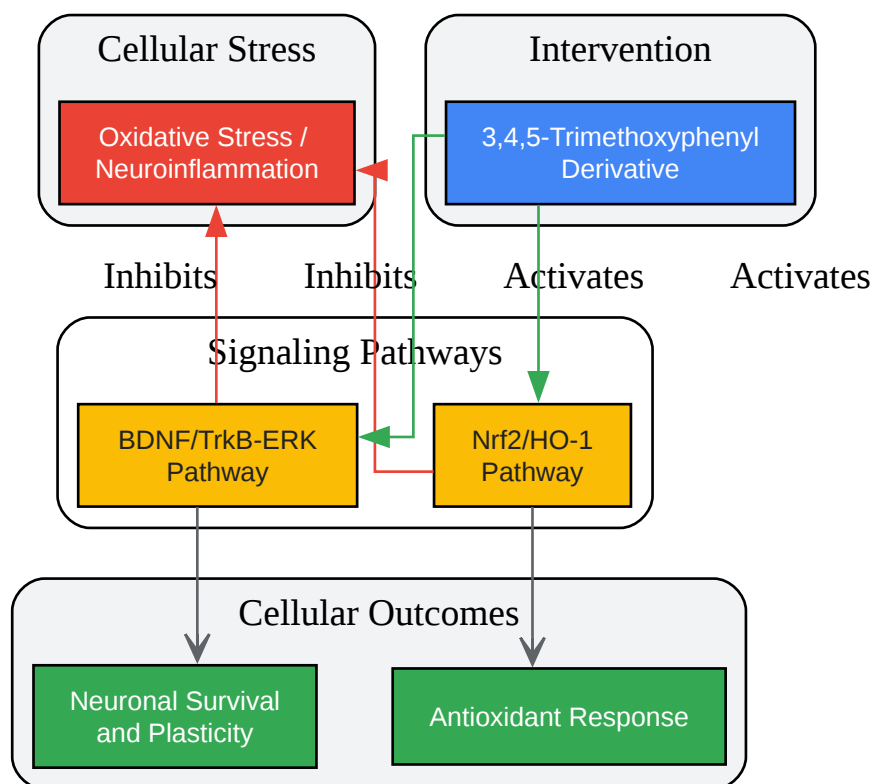 Cellular Stress
Intervention
Oxidative Stress /
Neuroinflammation
3,4,5-Trimethoxyphenyl
Derivative
Inhibits
Inhibits
Activates
Activates
Signaling Pathways
BDNF/TrkB-ERK
Pathway
Nrf2/HO-1
Pathway
Cellular Outcomes
Neuronal Survival
and Plasticity
Antioxidant Response